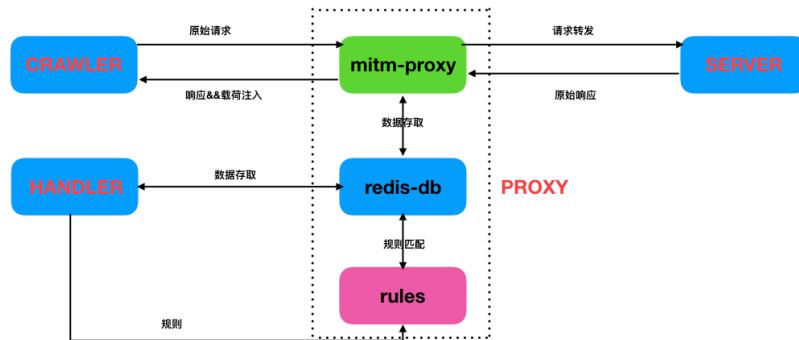 原始请求
请求转发
CRAWLER
mitm-proxy
SERVER
响应&&载荷注入
原始响应
数据存取
HANDLER
数据存取
redis-db
PROXY
规则匹配
rules
规则